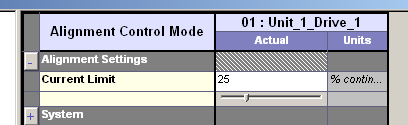 Alignment Control Mode
01 : Unit_1_Drive_1
Actual Units
- Alignment Settings
Current Limit 25 % contin...
+ System